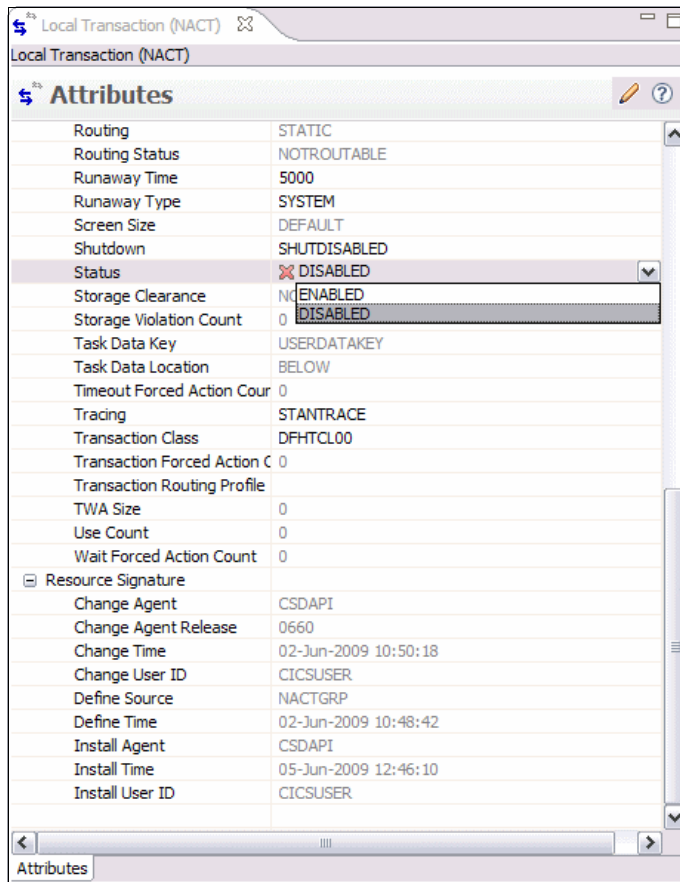 Local Transaction (NACT)
Local Transaction (NACT)
Attributes
Routing STATIC
Routing Status NOTROUTABLE
Runaway Time 5000
Runaway Type SYSTEM
Screen Size DEFAULT
Shutdown SHUTDISABLED
Status DISABLED
Storage Clearance NO ENABLED
Storage Violation Count 0 DISABLED
Task Data Key USERDATAKEY
Task Data Location BELOW
Timeout Forced Action Cour 0
Tracing STANTRACE
Transaction Class DFHTCL00
Transaction Forced Action C 0
Transaction Routing Profile
TWA Size 0
Use Count 0
Wait Forced Action Count 0
Resource Signature
Change Agent CSDAPI
Change Agent Release 0660
Change Time 02-Jun-2009 10:50:18
Change User ID CICSUSER
Define Source NACTGRP
Define Time 02-Jun-2009 10:48:42
Install Agent CSDAPI
Install Time 05-Jun-2009 12:46:10
Install User ID CICSUSER
Attributes